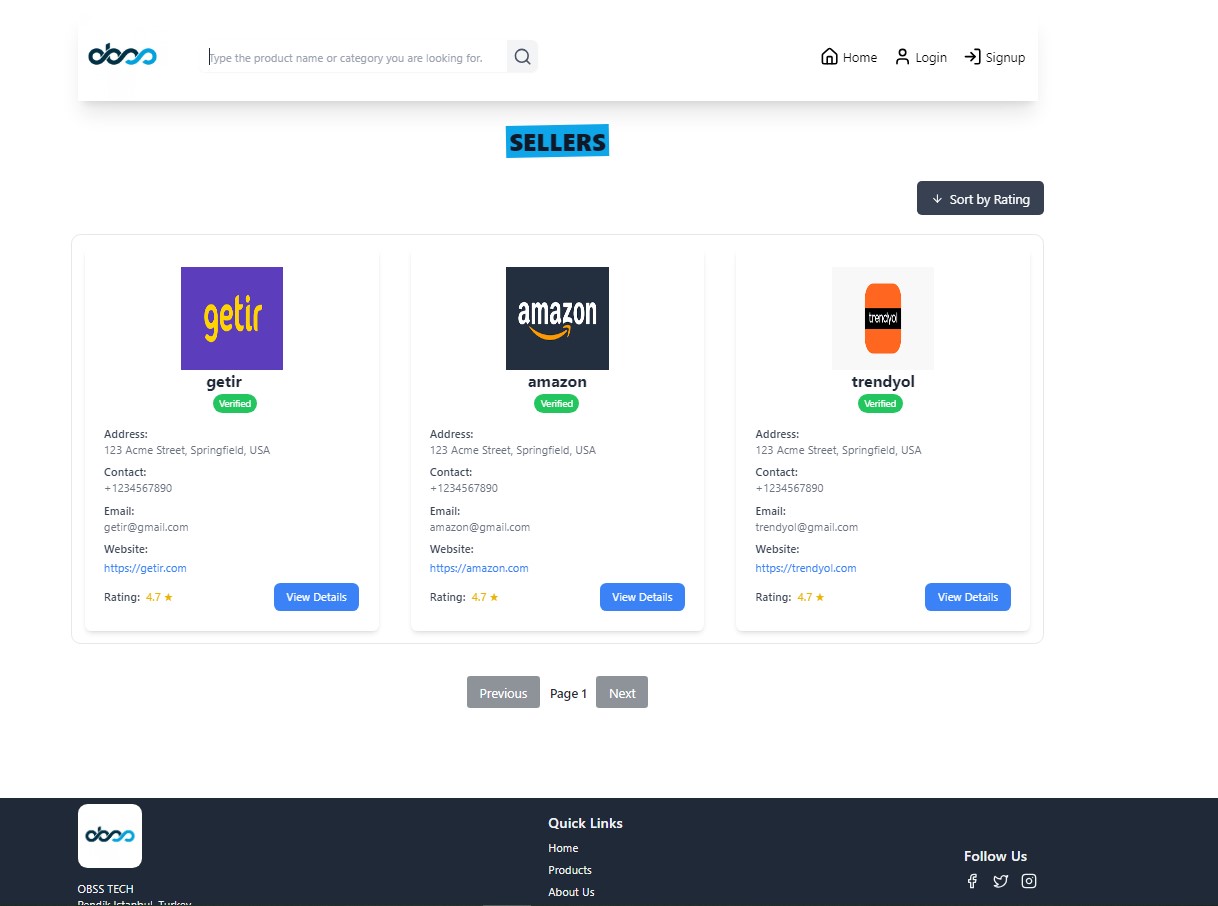 obss
Type the product name or category you are looking for.
Home
Login
Signup
SELLERS
Sort by Rating
getir
getir
Verified
Address:
123 Acme Street, Springfield, USA
Contact:
+1234567890
Email:
getir@gmail.com
Website:
https://getir.com
Rating: 4.7 ★
View Details
amazon
amazon
Verified
Address:
123 Acme Street, Springfield, USA
Contact:
+1234567890
Email:
amazon@gmail.com
Website:
https://amazon.com
Rating: 4.7 ★
View Details
trendyol
trendyol
Verified
Address:
123 Acme Street, Springfield, USA
Contact:
+1234567890
Email:
trendyol@gmail.com
Website:
https://trendyol.com
Rating: 4.7 ★
View Details
Previous
Page 1
Next
obss
OBSS TECH
Pendik Istanbul, Turkey
Quick Links
Home
Products
About Us
Follow Us